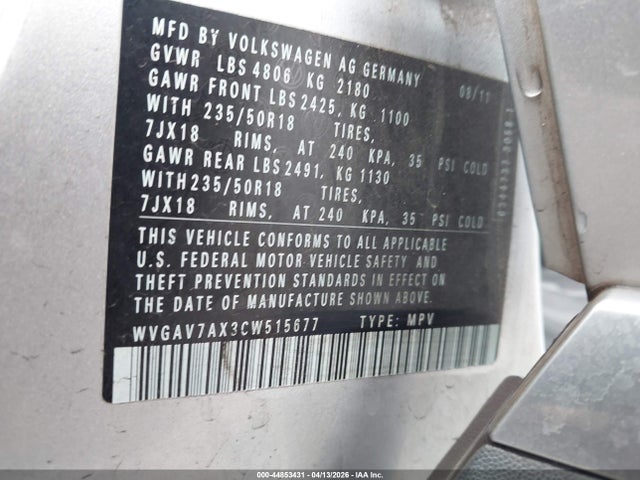 MFD BY VOLKSWAGEN AG GERMANY
GVWR LBS 4806 KG 2180 08/11
GAWR FRONT LBS 2425, KG 1100
WITH 235/50R18 TIRES,
7JX18 RIMS, AT 240 KPA, 35 PSI COLD
GAWR REAR LBS 2491, KG 1130
WITH 235/50R18 TIRES,
7JX18 RIMS, AT 240 KPA, 35 PSI COLD
THIS VEHICLE CONFORMS TO ALL APPLICABLE
U.S. FEDERAL MOTOR VEHICLE SAFETY AND
THEFT PREVENTION STANDARDS IN EFFECT ON
THE DATE OF MANUFACTURE SHOWN ABOVE
WVGAV7AX3CW515677 TYPE: MPV
000-44853431 - 04/13/2026 - IAA Inc.